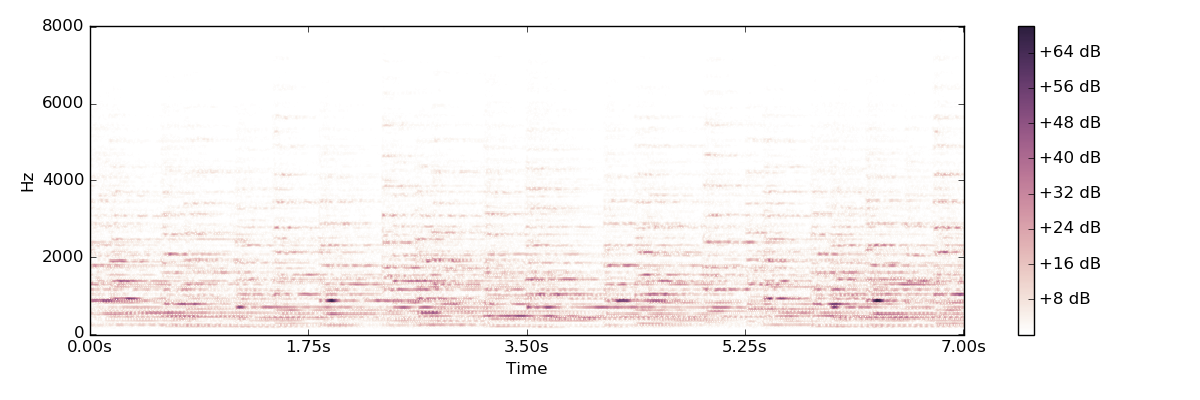 8000
6000
4000
2000
0
Hz
0.00s 1.75s 3.50s 5.25s 7.00s
Time
+64 dB
+56 dB
+48 dB
+40 dB
+32 dB
+24 dB
+16 dB
+8 dB